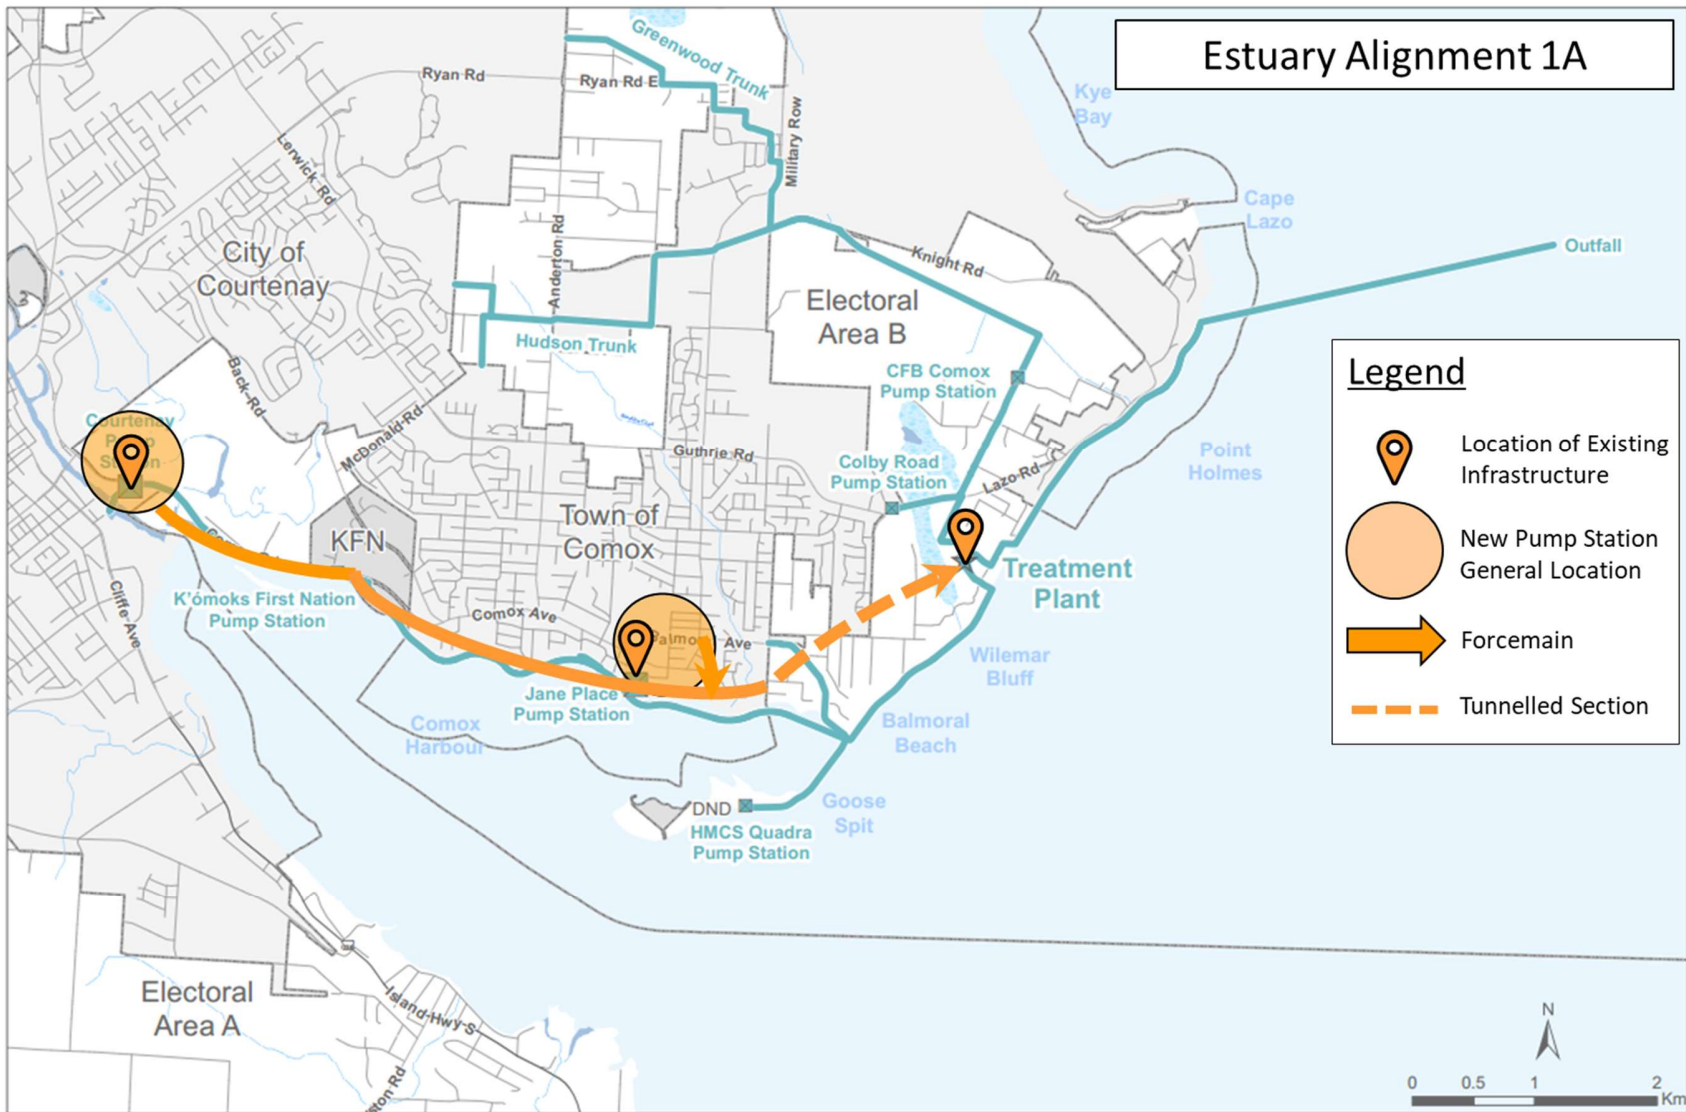 Estuary Alignment 1A
Greenwood Trunk
Ryan Rd
Ryan Rd E
Kye
Bay
Military Row
Lerwick Rd
Cape
Lazo
City of
Courtenay
Anderton Rd
Knight Rd
Outfall
Electoral
Area B
Hudson Trunk
Back Rd
CFB Comox
Pump Station
Courtenay
McDonald Rd
Guthrie Rd
Colby Road
Pump Station
Lazo Rd
Point
Holmes
Town of
Comox
KFN
Treatment
Plant
K'ómoks First Nation
Pump Station
Cliffe Ave
Comox Ave
Ave
Wilemar
Bluff
Jane Place
Pump Station
Comox
Harbour
Balmoral
Beach
DND
HMCS Quadra
Pump Station
Goose
Spit
Electoral
Area A
Island Hwy S
Legend
Location of Existing
Infrastructure
New Pump Station
General Location
Forcemain
Tunnelled Section
N
0 0.5 1 2
Km